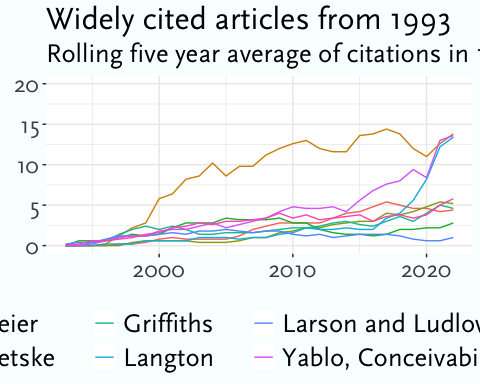 Widely cited articles from 1993
Rolling five year average of citations in
20
15
10
5
0
2000 2010 2020
eier Griffiths Larson and Ludlow
etske Langton Yablo, Conceivabi